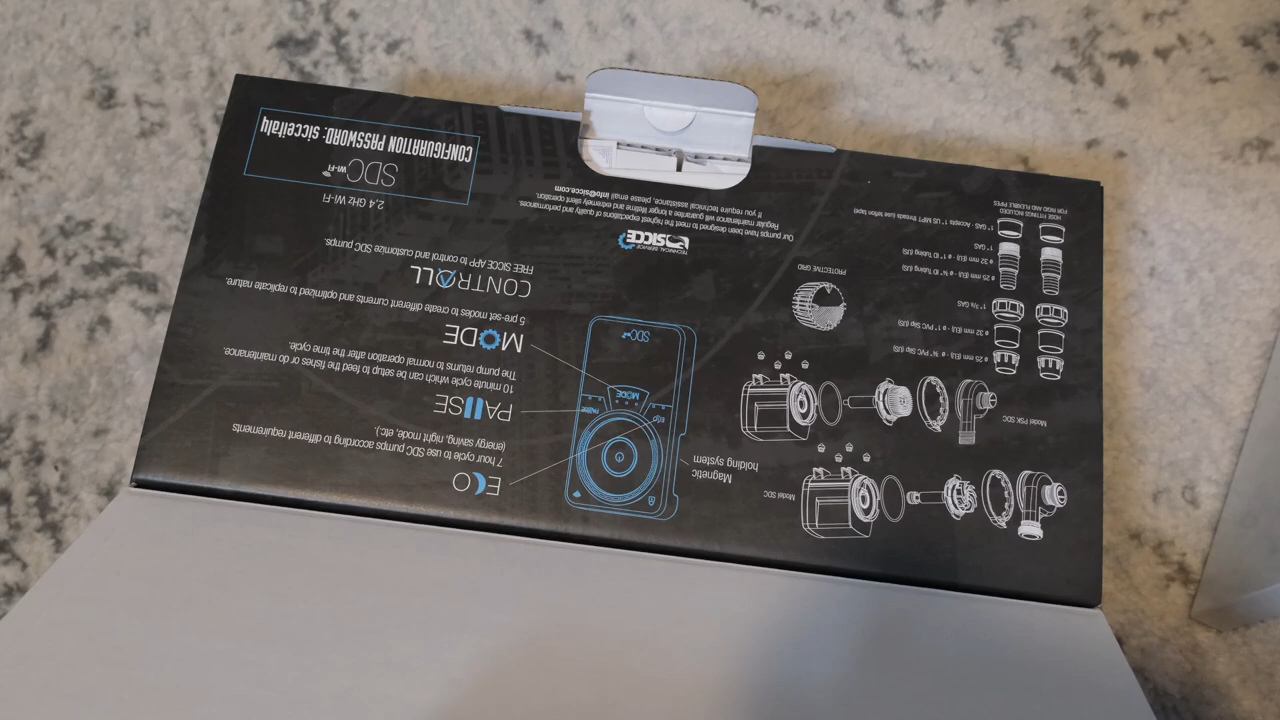 ECO
7 hour cycle to use SDC pumps according to different requirements
(energy saving, night mode, etc.).
PAUSE
10 minute cycle which can be setup to feed the fishes or do maintenance.
The pump returns to normal operation after the time cycle.
MODE
5 pre-set modes to create different currents and optimized to replicate nature.
CONTROLL
FREE SICCE APP to control and customize SDC pumps.
2,4 GHz Wi-Fi
SDC WI-FI
CONFIGURATION PASSWORD: sicceitaly
ECO
PAUSE
MODE
SDC
Magnetic
holding system
Model SDC
Model PSK SDC
PROTECTIVE GRID
ø 25 mm (EU) - ø ¾" PVC Slip (US)
ø 32 mm (EU) - ø 1" PVC Slip (US)
1" 3/8 GAS
ø 25 mm (EU) - ø ¾" ID Tubing (US)
ø 32 mm (EU) - ø 1" ID Tubing (US)
1" GAS
1" GAS - Accepts 1" US MPT threads (use teflon tape)
HOSE FITTINGS INCLUDED
FOR RIGID AND FLEXIBLE PIPES
TECHNICAL SERVICE
SICCE
Our pumps have been designed to meet the highest expectations of quality and performance.
Regular maintenance will guarantee a longer lifetime and extremely silent operation.
If you require technical assistance, please email info@sicce.com